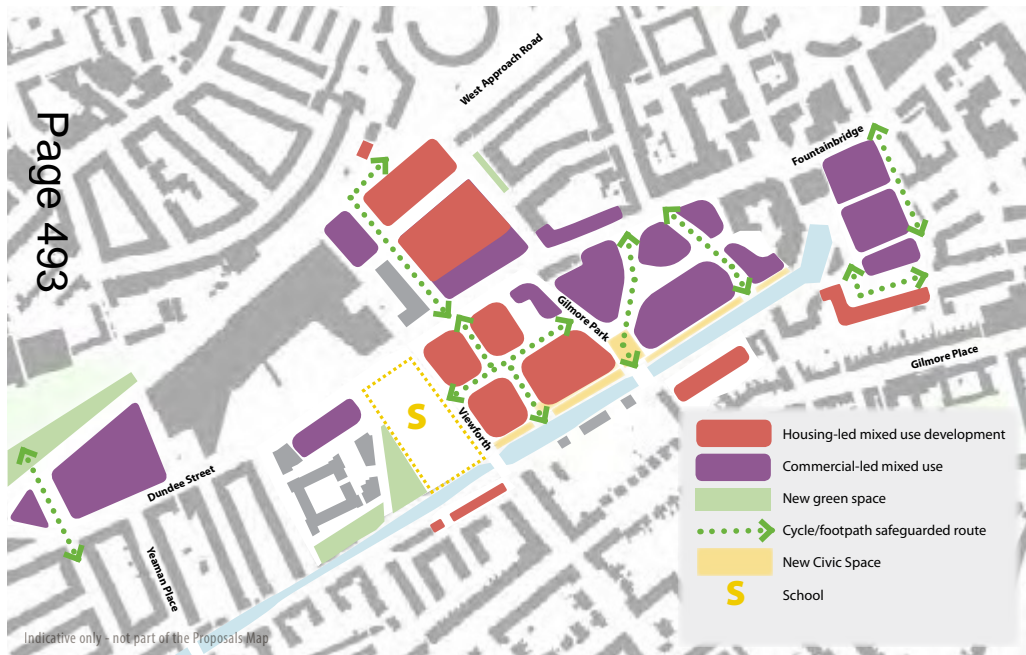 West Approach Road
Page 493
Fountainbridge
Gilmore Park
Gilmore Place
S
Viewforth
Dundee Street
Yeaman Place
Housing-led mixed use development
Commercial-led mixed use
New green space
Cycle/footpath safeguarded route
New Civic Space
S School
Indicative only - not part of the Proposals Map